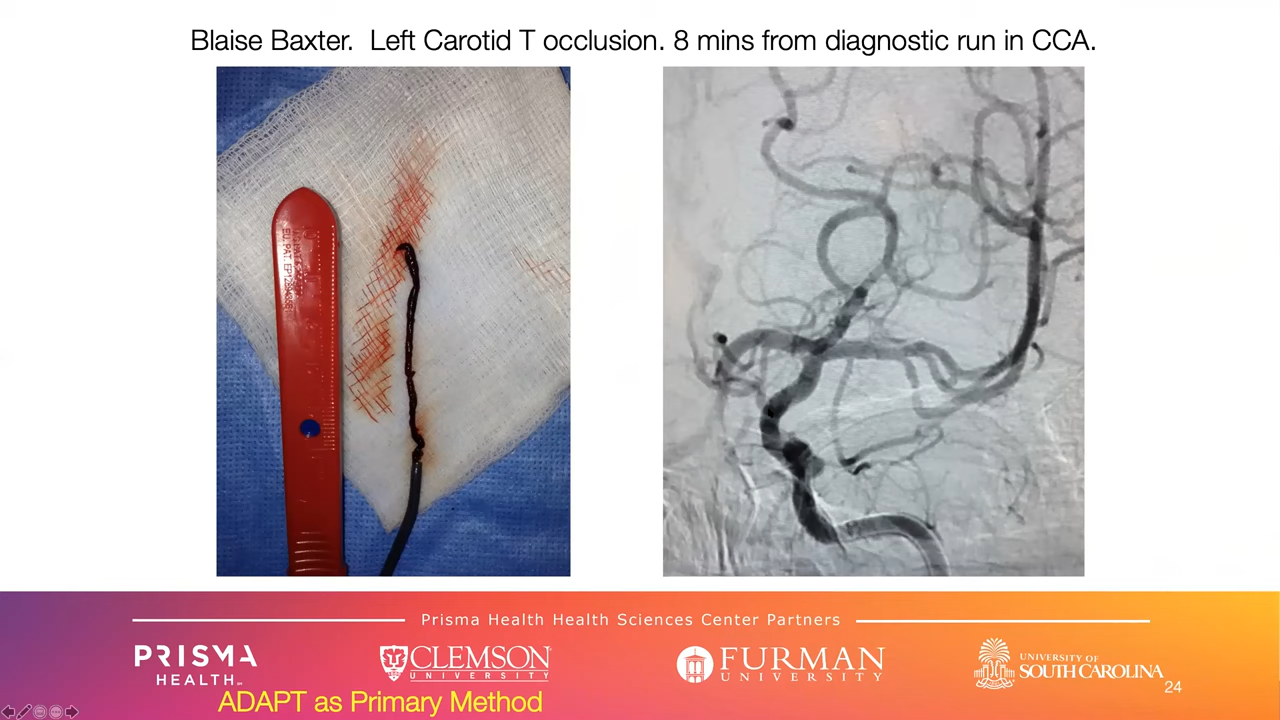 Blaise Baxter.  Left Carotid T occlusion. 8 mins from diagnostic run in CCA.
Prisma Health Health Sciences Center Partners
PRISMA
HEALTH
CLEMSON
UNIVERSITY
FURMAN
UNIVERSITY
UNIVERSITY OF
SOUTH CAROLINA
24
ADAPT as Primary Method